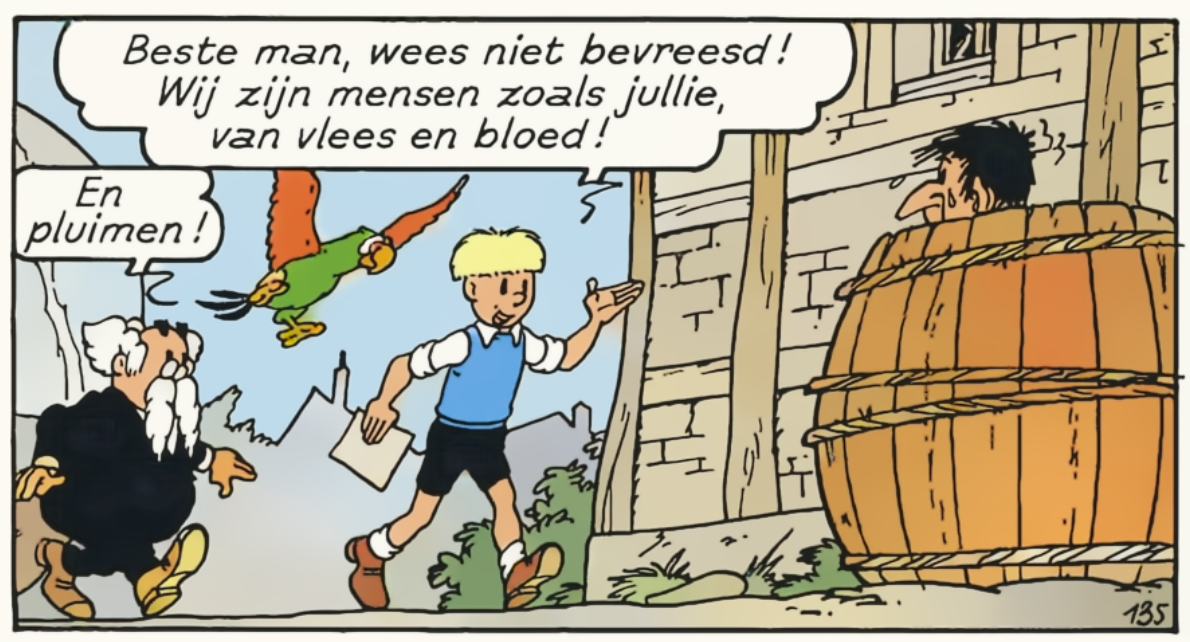 Beste man, wees niet bevreesd!
Wij zijn mensen zoals jullie,
van vlees en bloed!
En
pluimen!
135